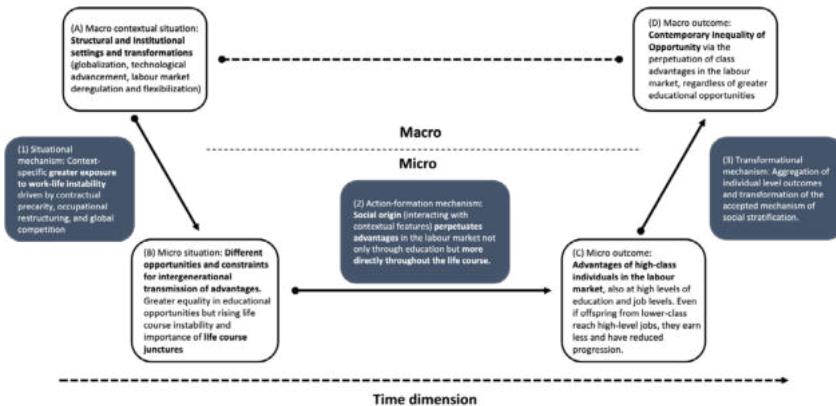 (A) Macro contextual situation:
Structural and Institutional
settings and transformations
(globalization, technological
advancement, labour market
deregulation and flexibilization)
(D) Macro outcome:
Contemporary Inequality of
Opportunity via the
perpetuation of class
advantages in the labour
market, regardless of greater
educational opportunities
Macro
Micro
(1) Situational
mechanism: Context-
specific greater exposure
to work-life instability
driven by contractual
precarity, occupational
restructuring, and global
competition
(2) Action-formation mechanism:
Social origin (interacting with
contextual features) perpetuates
advantages in the labour market not
only through education but more
directly throughout the life course.
(3) Transformational
mechanism: Aggregation of
individual level outcomes
and transformation of the
accepted mechanism of
social stratification.
(B) Micro situation: Different
opportunities and constraints
for intergenerational
transmission of advantages.
Greater equality in educational
opportunities but rising life
course instability and
importance of life course
junctures
(C) Micro outcome:
Advantages of high-class
individuals in the labour
market, also at high levels of
education and job levels. Even
if offspring from lower-class
reach high-level jobs, they earn
less and have reduced
progression.
Time dimension